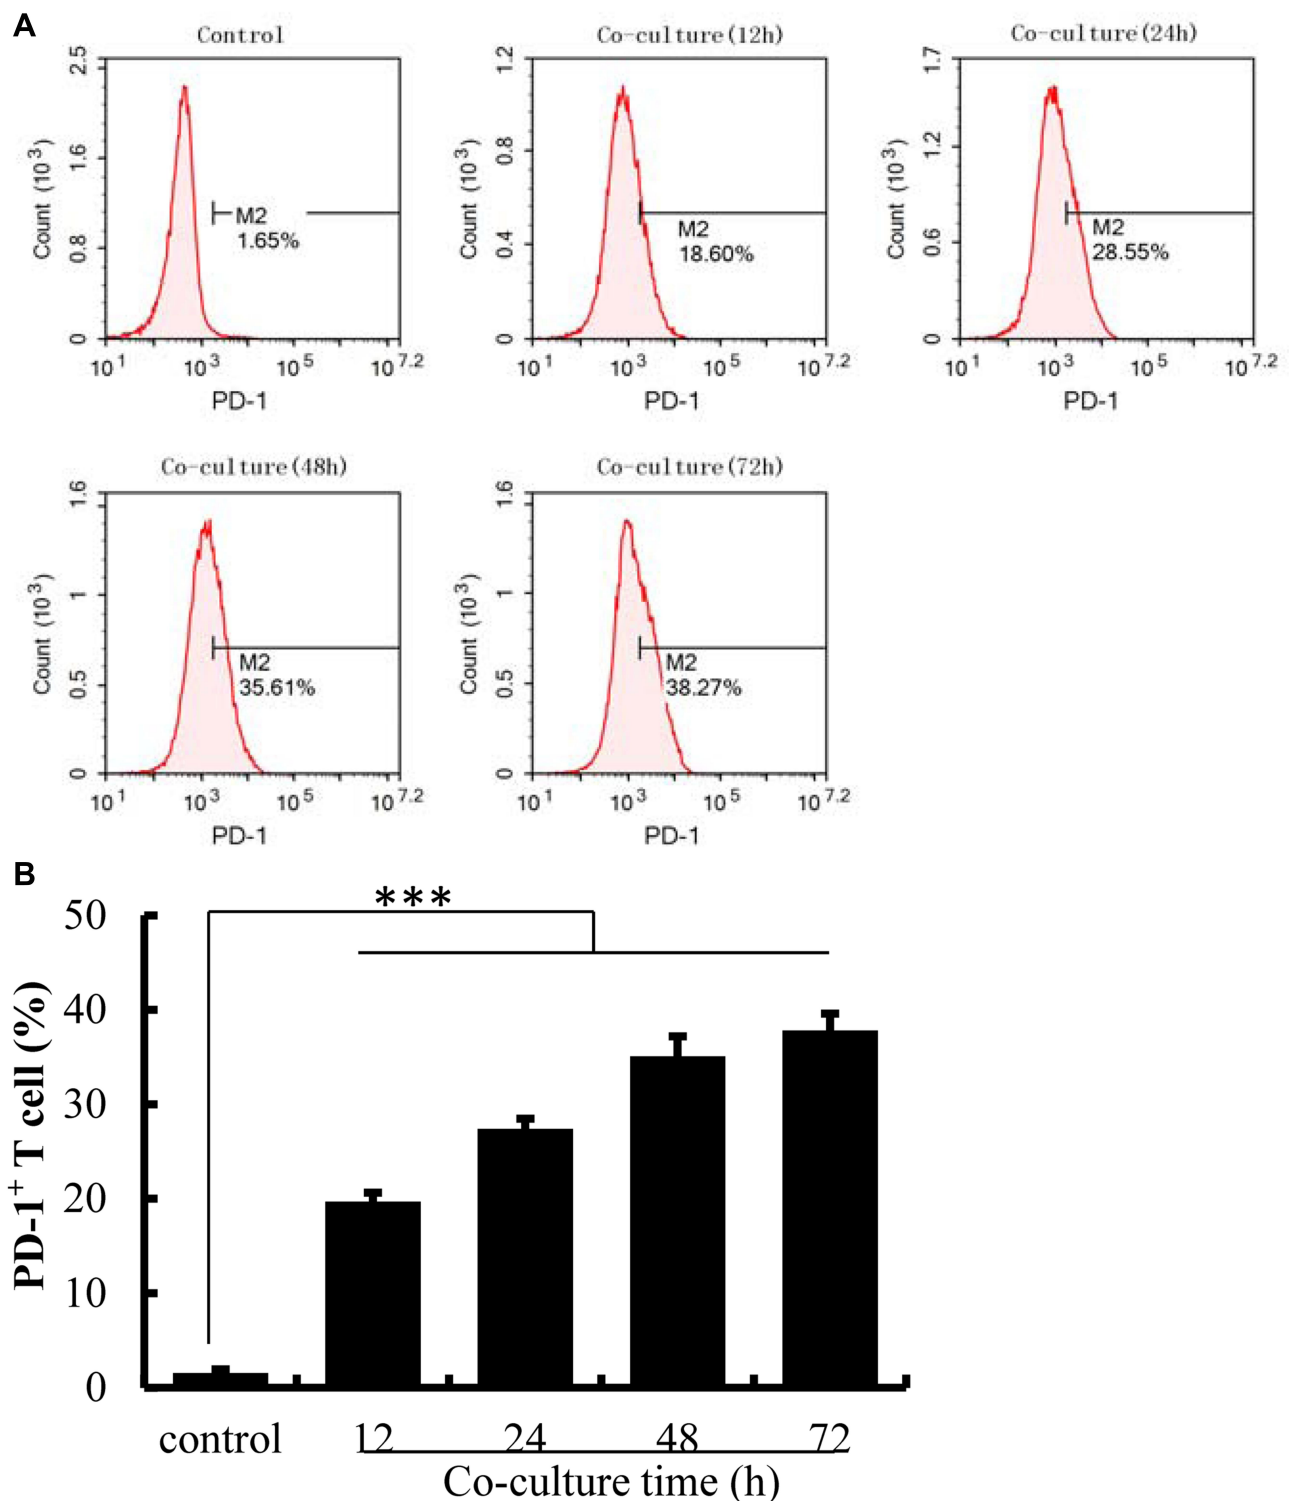 A
Control
Count (10³)
2.5
1.6
0.8
0
M2
1.65%
10¹ 10³ 10⁵ 10⁷·²
PD-1
Co-culture(12h)
Count (10³)
1.2
0.8
0.4
0
M2
18.60%
10¹ 10³ 10⁵ 10⁷·²
PD-1
Co-culture(24h)
Count (10³)
1.7
1.2
0.6
0
M2
28.55%
10¹ 10³ 10⁵ 10⁷·²
PD-1
Co-culture(48h)
Count (10³)
1.6
1
0.5
0
M2
35.61%
10¹ 10³ 10⁵ 10⁷·²
PD-1
Co-culture(72h)
Count (10³)
1.6
1
0.5
0
M2
38.27%
10¹ 10³ 10⁵ 10⁷·²
PD-1
B
***
PD-1⁺ T cell (%)
50
40
30
20
10
0
control 12 24 48 72
Co-culture time (h)